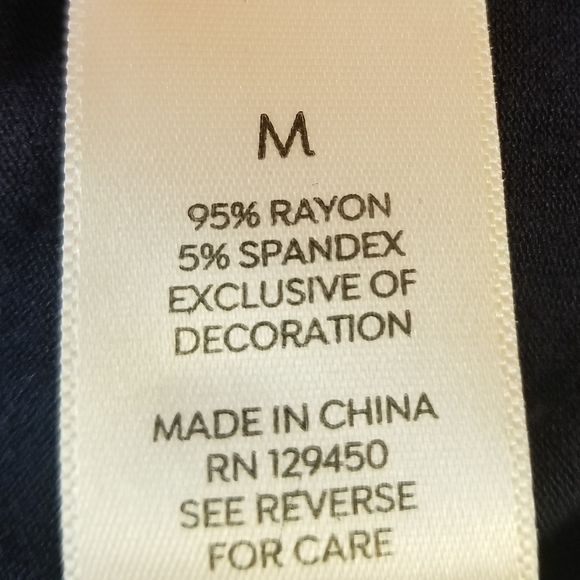 M
95% RAYON
5% SPANDEX
EXCLUSIVE OF
DECORATION
MADE IN CHINA
RN 129450
SEE REVERSE
FOR CARE